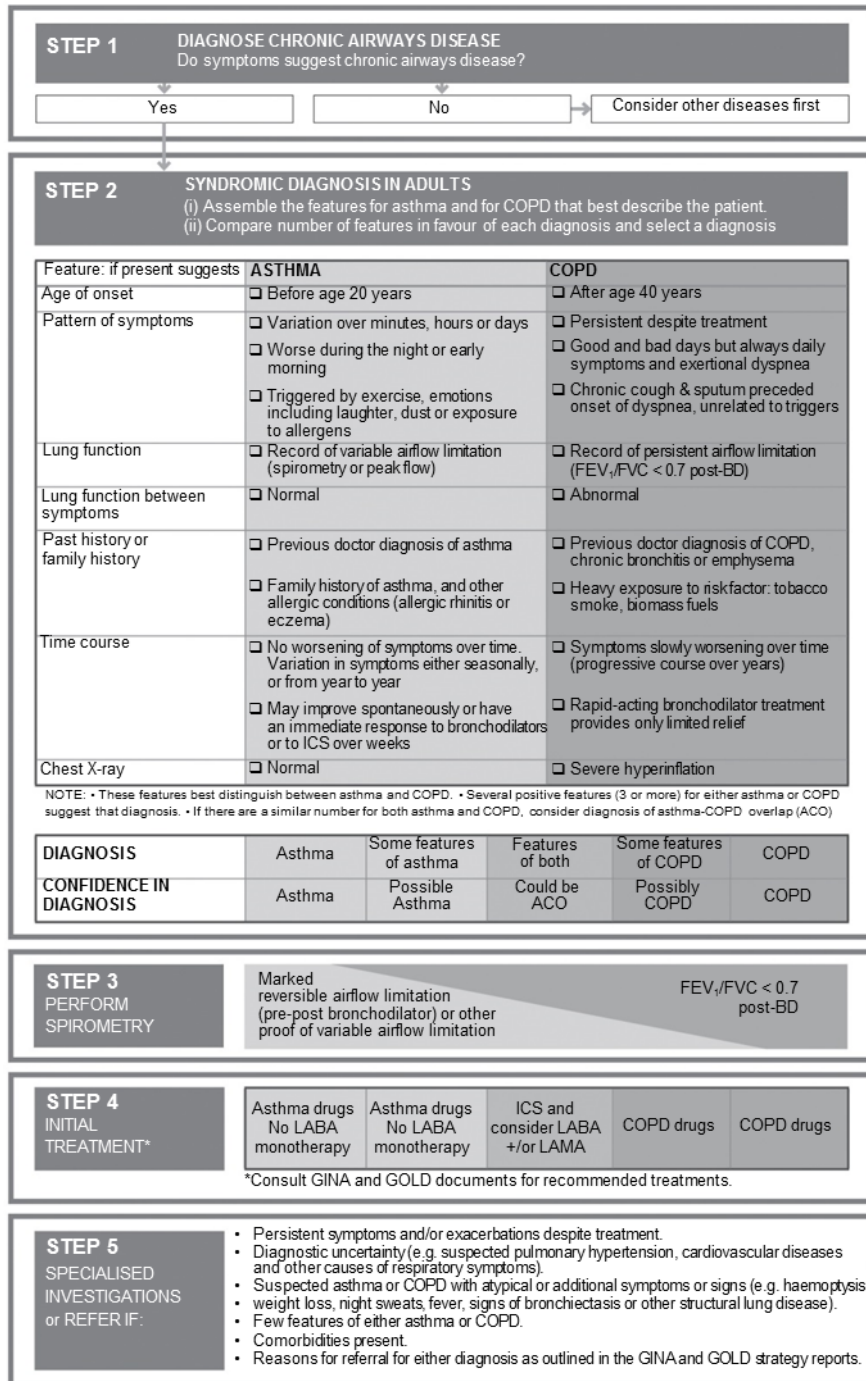 STEP 1
DIAGNOSE CHRONIC AIRWAYS DISEASE
Do symptoms suggest chronic airways disease?
Yes
No
Consider other diseases first
STEP 2
SYNDROMIC DIAGNOSIS IN ADULTS
(i) Assemble the features for asthma and for COPD that best describe the patient.
(ii) Compare number of features in favour of each diagnosis and select a diagnosis
Feature: if present suggests
ASTHMA
COPD
Age of onset
❑ Before age 20 years
❑ After age 40 years
Pattern of symptoms
❑ Variation over minutes, hours or days
❑ Worse during the night or early
morning
❑ Triggered by exercise, emotions
including laughter, dust or exposure
to allergens
❑ Persistent despite treatment
❑ Good and bad days but always daily
symptoms and exertional dyspnea
❑ Chronic cough & sputum preceded
onset of dyspnea, unrelated to triggers
Lung function
❑ Record of variable airflow limitation
(spirometry or peak flow)
❑ Record of persistent airflow limitation
(FEV₁/FVC < 0.7 post-BD)
Lung function between
symptoms
❑ Normal
❑ Abnormal
Past history or
family history
❑ Previous doctor diagnosis of asthma
❑ Family history of asthma, and other
allergic conditions (allergic rhinitis or
eczema)
❑ Previous doctor diagnosis of COPD,
chronic bronchitis or emphysema
❑ Heavy exposure to riskfactor: tobacco
smoke, biomass fuels
Time course
❑ No worsening of symptoms over time.
Variation in symptoms either seasonally,
or from year to year
❑ May improve spontaneously or have
an immediate response to bronchodilators
or to ICS over weeks
❑ Symptoms slowly worsening over time
(progressive course over years)
❑ Rapid-acting bronchodilator treatment
provides only limited relief
Chest X-ray
❑ Normal
❑ Severe hyperinflation
NOTE: • These features best distinguish between asthma and COPD. • Several positive features (3 or more) for either asthma or COPD
suggest that diagnosis. • If there are a similar number for both asthma and COPD, consider diagnosis of asthma-COPD overlap (ACO)
DIAGNOSIS
Asthma
Some features
of asthma
Features
of both
Some features
of COPD
COPD
CONFIDENCE IN
DIAGNOSIS
Asthma
Possible
Asthma
Could be
ACO
Possibly
COPD
COPD
STEP 3
PERFORM
SPIROMETRY
Marked
reversible airflow limitation
(pre-post bronchodilator) or other
proof of variable airflow limitation
FEV₁/FVC < 0.7
post-BD
STEP 4
INITIAL
TREATMENT*
Asthma drugs
No LABA
monotherapy
Asthma drugs
No LABA
monotherapy
ICS and
consider LABA
+/or LAMA
COPD drugs
COPD drugs
*Consult GINA and GOLD documents for recommended treatments.
STEP 5
SPECIALISED
INVESTIGATIONS
or REFER IF:
• Persistent symptoms and/or exacerbations despite treatment.
• Diagnostic uncertainty (e.g. suspected pulmonary hypertension, cardiovascular diseases
and other causes of respiratory symptoms).
• Suspected asthma or COPD with atypical or additional symptoms or signs (e.g. haemoptysis
• weight loss, night sweats, fever, signs of bronchiectasis or other structural lung disease).
• Few features of either asthma or COPD.
• Comorbidities present.
• Reasons for referral for either diagnosis as outlined in the GINA and GOLD strategy reports.